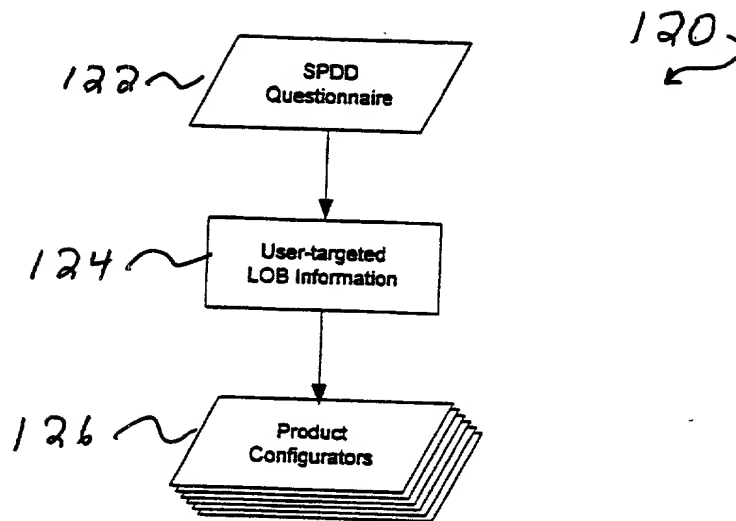 120
122
SPDD
Questionnaire
124
User-targeted
LOB Information
126
Product
Configurators